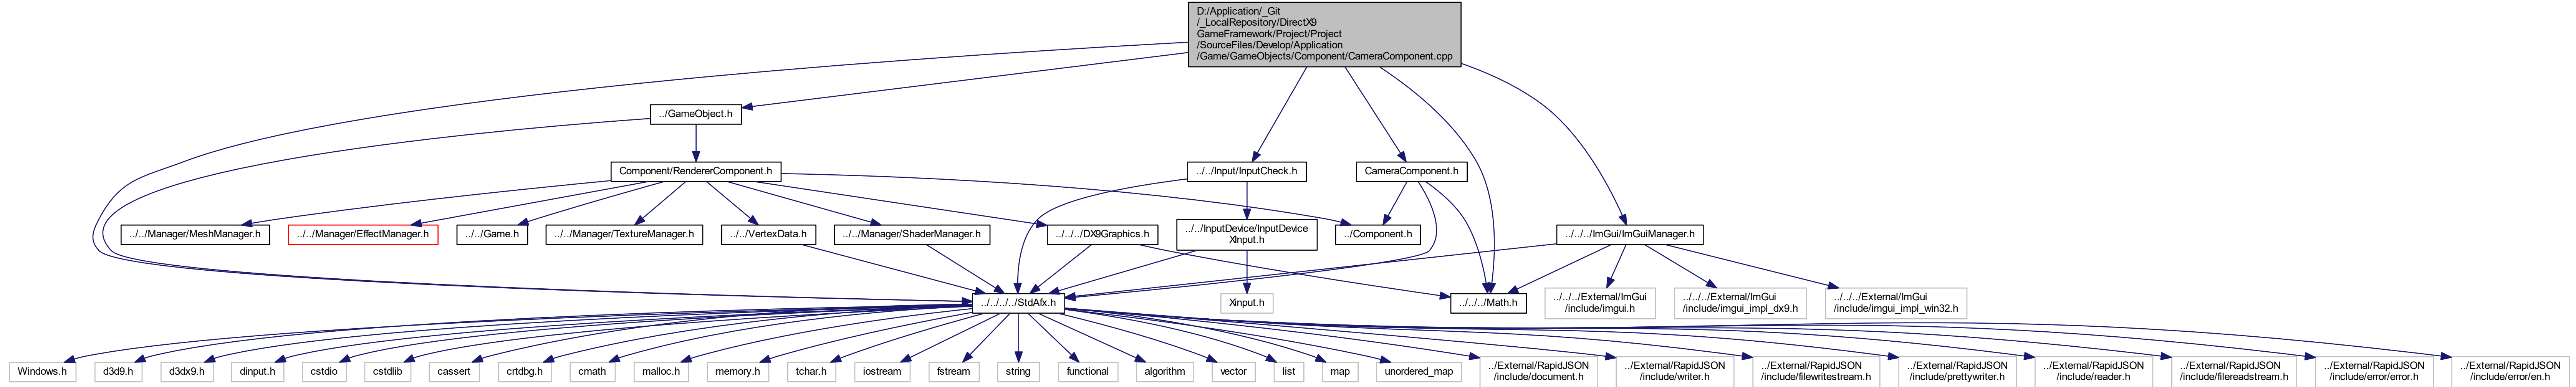 D:/Application/_Git
/_LocalRepository/DirectX9
GameFramework/Project/Project
/SourceFiles/Develop/Application
/Game/GameObjects/Component/CameraComponent.cpp
../GameObject.h
Component/RendererComponent.h
../../Input/InputCheck.h
CameraComponent.h
../../Manager/MeshManager.h
../../Manager/EffectManager.h
../../Game.h
../../Manager/TextureManager.h
../../VertexData.h
../../Manager/ShaderManager.h
../../../DX9Graphics.h
../../InputDevice/InputDevice
XInput.h
../Component.h
../../../ImGui/ImGuiManager.h
../../../../StdAfx.h
Xinput.h
../../../Math.h
../../../External/ImGui
/include/imgui.h
../../../External/ImGui
/include/imgui_impl_dx9.h
../../../External/ImGui
/include/imgui_impl_win32.h
Windows.h
d3d9.h
d3dx9.h
dinput.h
cstdio
cstdlib
cassert
crtdbg.h
cmath
malloc.h
memory.h
tchar.h
iostream
fstream
string
functional
algorithm
vector
list
map
unordered_map
../External/RapidJSON
/include/document.h
../External/RapidJSON
/include/writer.h
../External/RapidJSON
/include/filewritestream.h
../External/RapidJSON
/include/prettywriter.h
../External/RapidJSON
/include/reader.h
../External/RapidJSON
/include/filereadstream.h
../External/RapidJSON
/include/error/error.h
../External/RapidJSON
/include/error/en.h